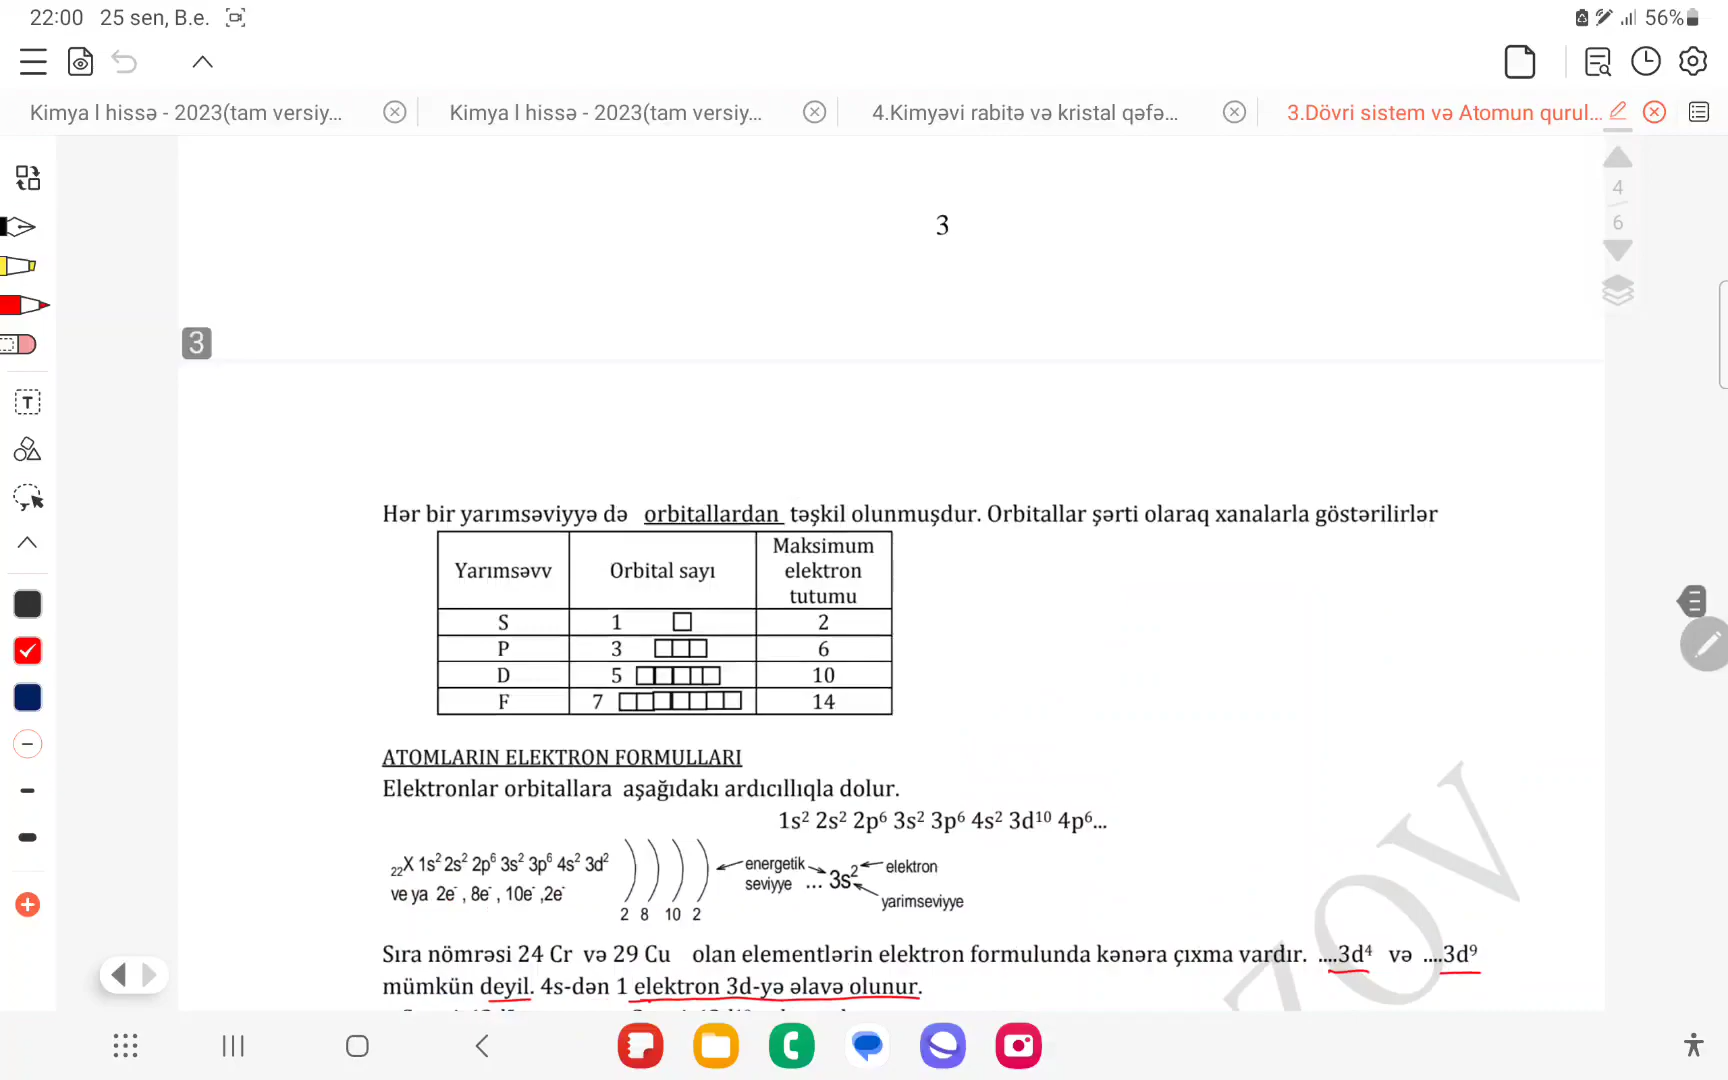 22:00 25 sen, B.e. 56%
Kimya I hissə - 2023(tam versiy... Kimya I hissə - 2023(tam versiy... 4.Kimyəvi rabitə və kristal qəfə... 3.Dövri sistem və Atomun qurul...
4
6
3
3
T
Hər bir yarımsəviyyə də orbitallardan təşkil olunmuşdur. Orbitallar şərti olaraq xanalarla göstərilirlər
Yarımsəvv Orbital sayı Maksimum elektron tutumu
S 1 2
P 3 6
D 5 10
F 7 14
ATOMLARIN ELEKTRON FORMULLARI
Elektronlar orbitallara aşağıdakı ardıcıllıqla dolur.
1s² 2s² 2p⁶ 3s² 3p⁶ 4s² 3d¹⁰ 4p⁶...
₂₂X 1s² 2s² 2p⁶ 3s² 3p⁶ 4s² 3d²
ve ya 2e⁻, 8e⁻, 10e⁻, 2e⁻
2 8 10 2
energetik seviyye ... 3s² elektron
yarimseviyye
Sıra nömrəsi 24 Cr və 29 Cu olan elementlərin elektron formulunda kənəra çıxma vardır. ....3d⁴ və ....3d⁹
mümkün deyil. 4s-dən 1 elektron 3d-yə əlavə olunur.
ZOV